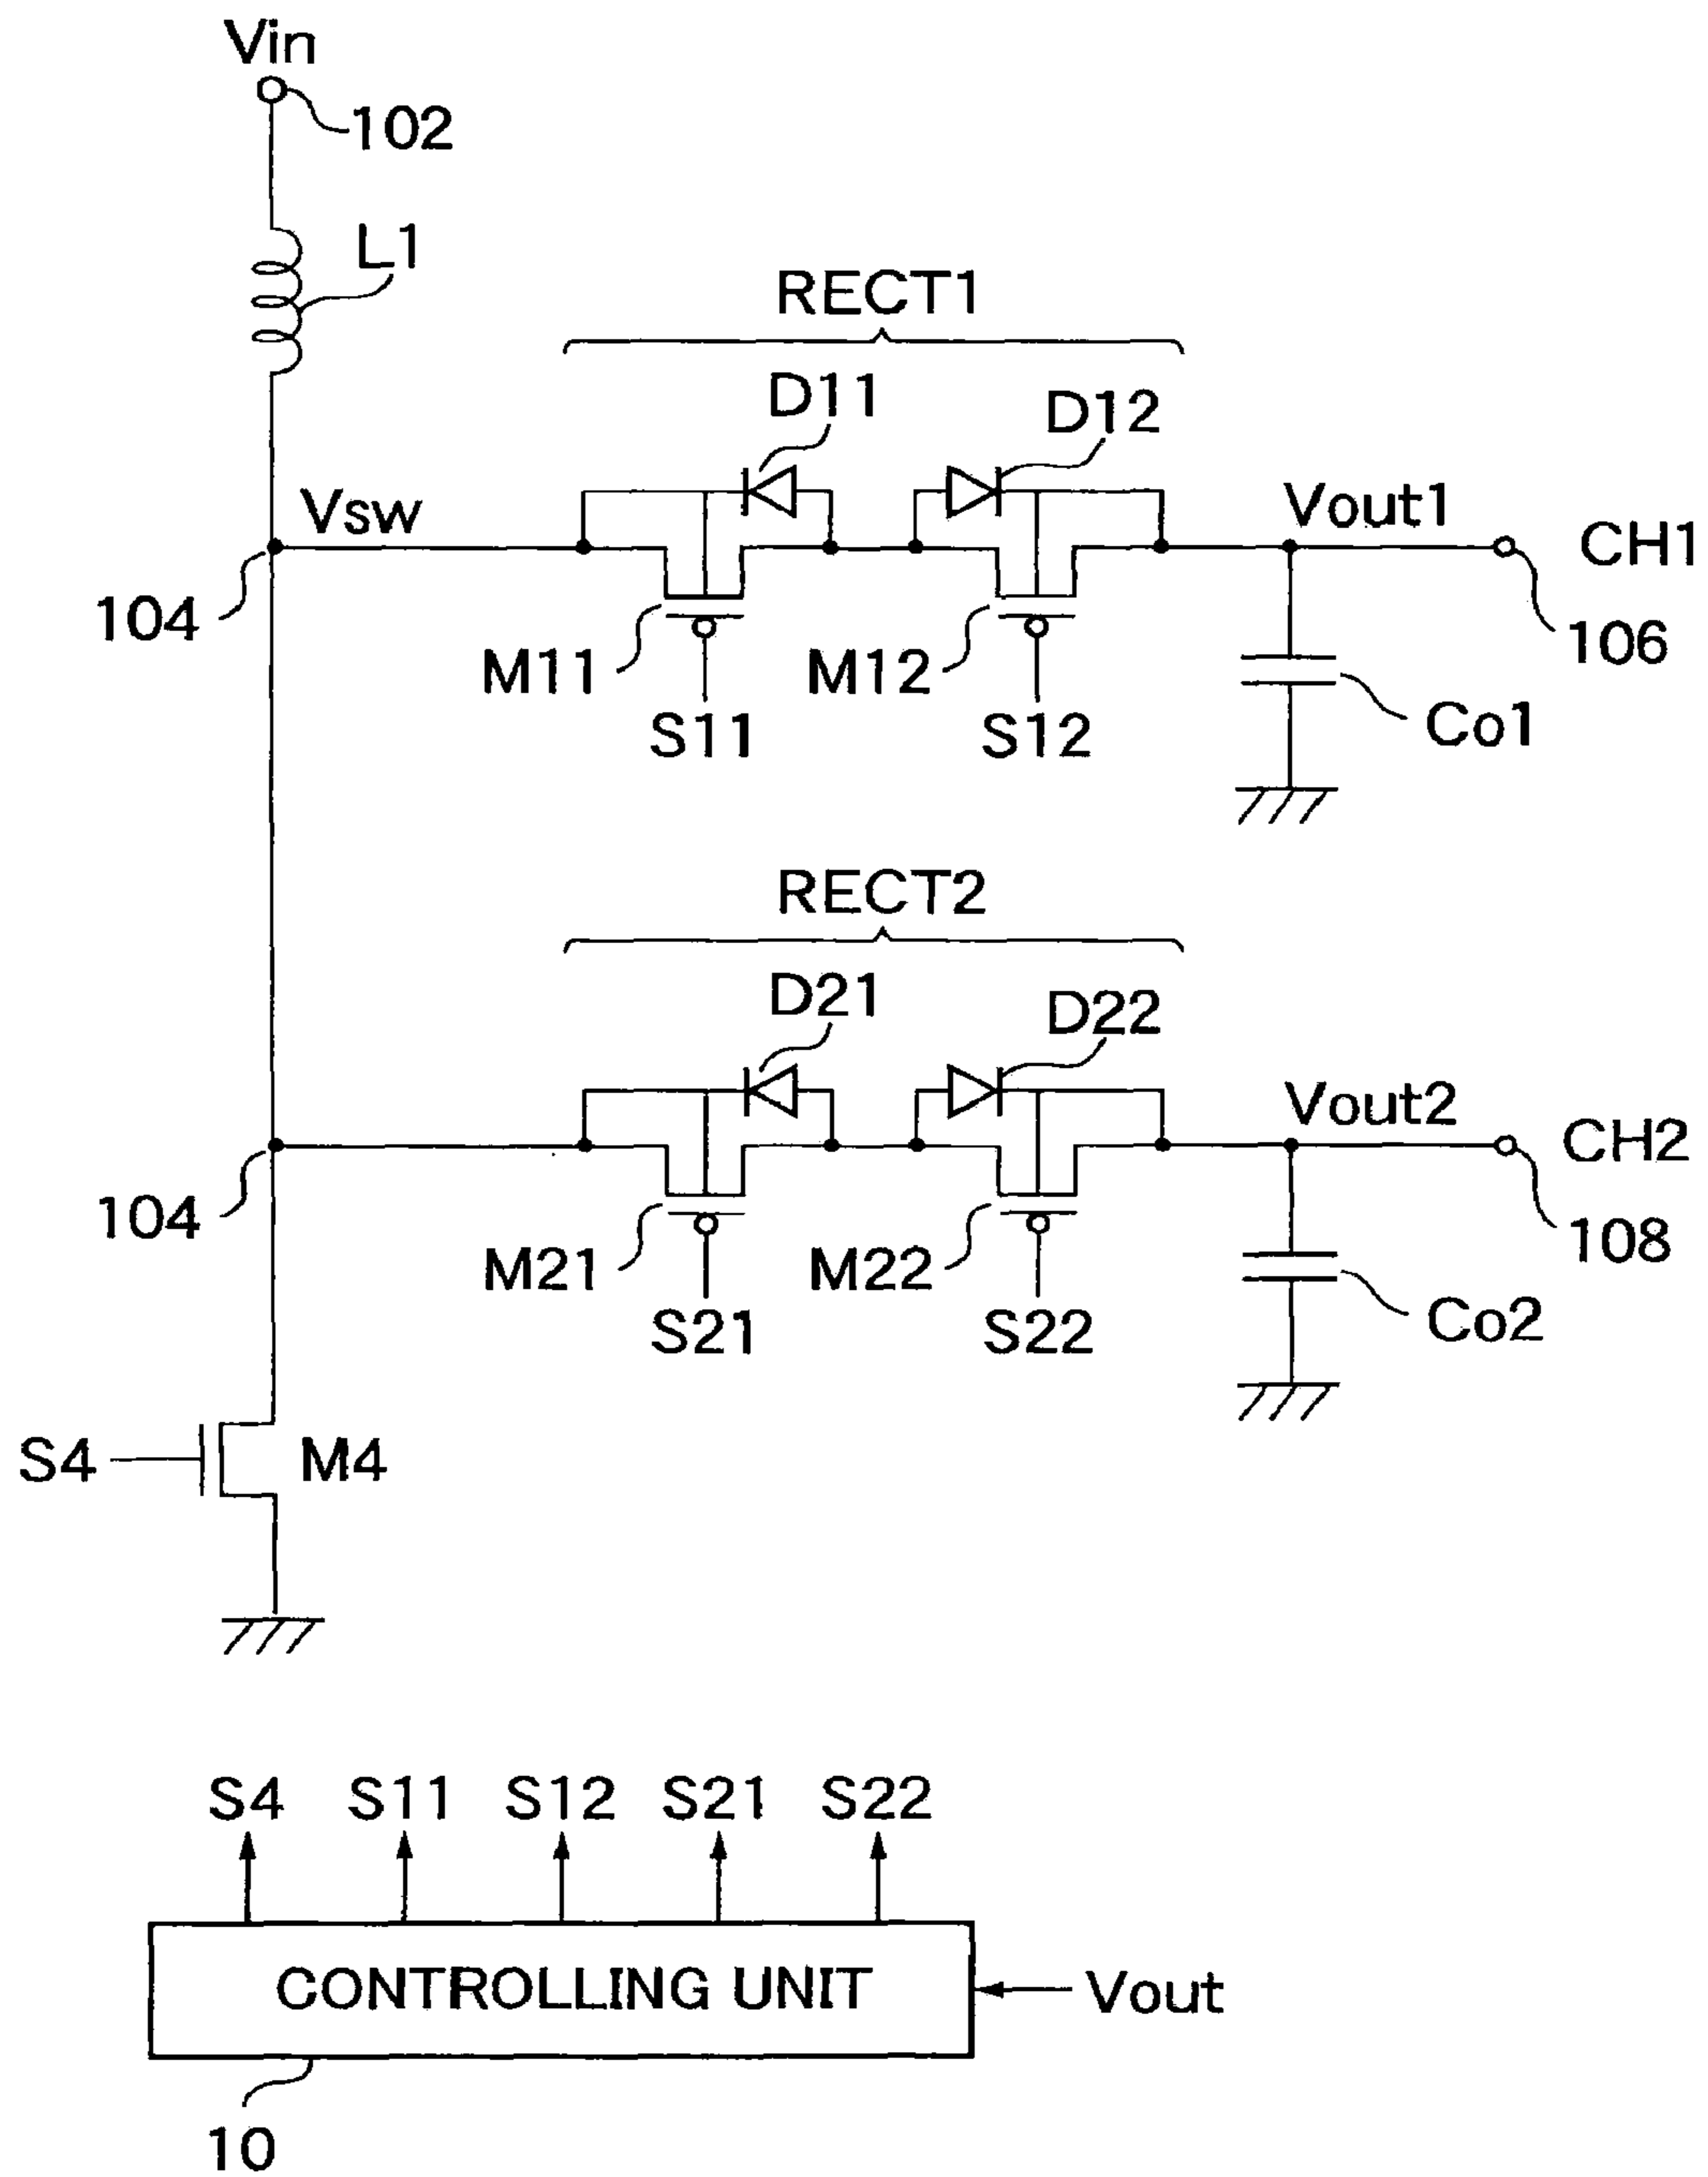 Vin
102
L1
RECT1
D11
D12
Vsw
Vout1
CH1
104
M11
M12
106
S11
S12
Co1
RECT2
D21
D22
Vout2
CH2
104
M21
M22
108
S21
S22
Co2
S4
M4
S4 S11 S12 S21 S22
CONTROLLING UNIT
Vout
10